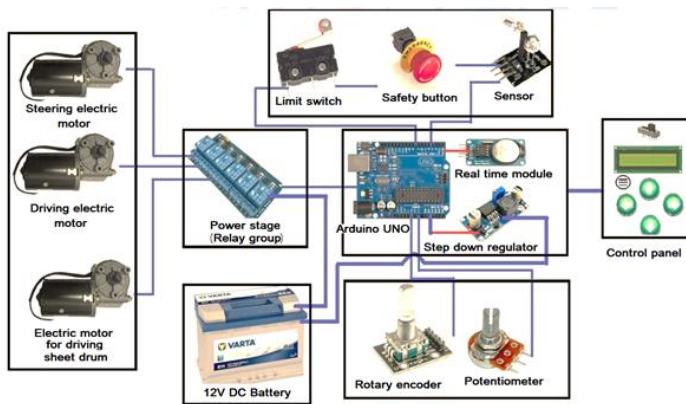 Steering electric
motor
Driving electric
motor
Electric motor
for driving
sheet drum
Power stage
(Relay group)
VARTA
VARTA
12V DC Battery
Limit switch
Safety button
Sensor
Real time module
Arduino UNO
Step down regulator
Rotary encoder
Potentiometer
Control panel